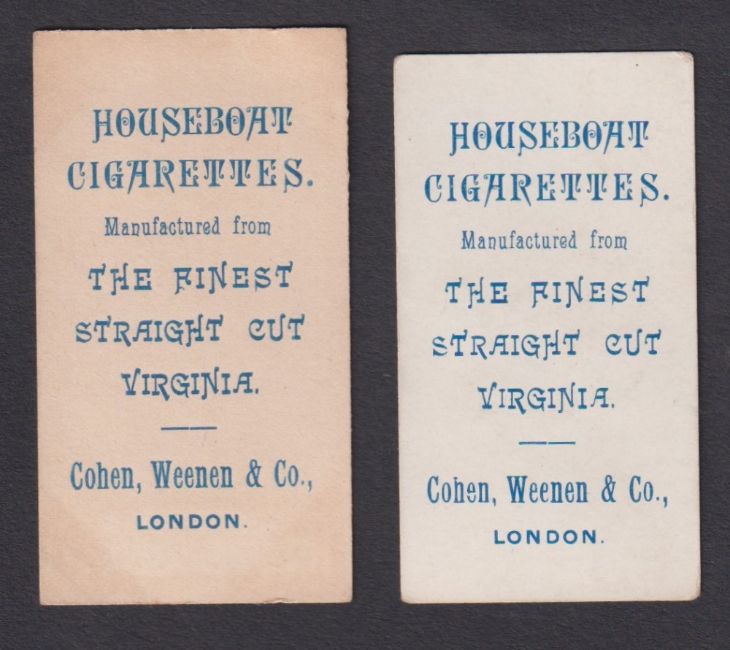 HOUSEBOAT
CIGARETTES.
Manufactured from
THE FINEST
STRAIGHT CUT
VIRGINIA.
Cohen, Weenen & Co.,
LONDON.
HOUSEBOAT
CIGARETTES.
Manufactured from
THE FINEST
STRAIGHT CUT
VIRGINIA.
Cohen, Weenen & Co.,
LONDON.